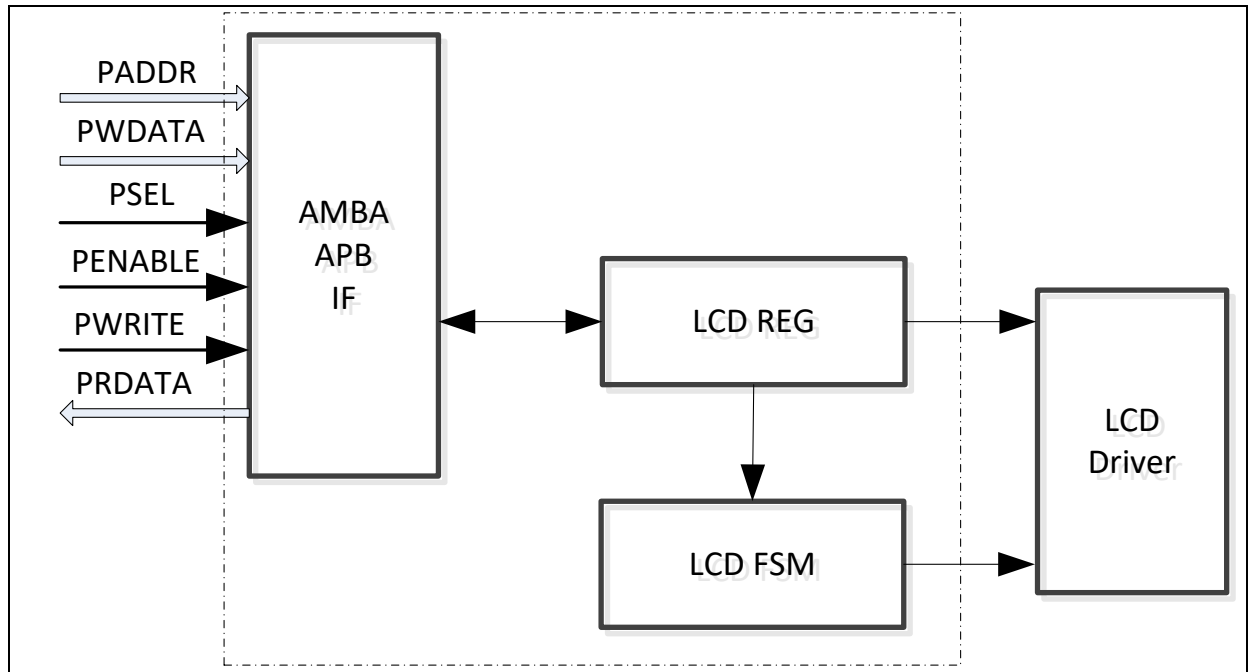 PADDR
PWDATA
PSEL
PENABLE
PWRITE
PRDATA
AMBA
APB
IF
LCD REG
LCD FSM
LCD
Driver